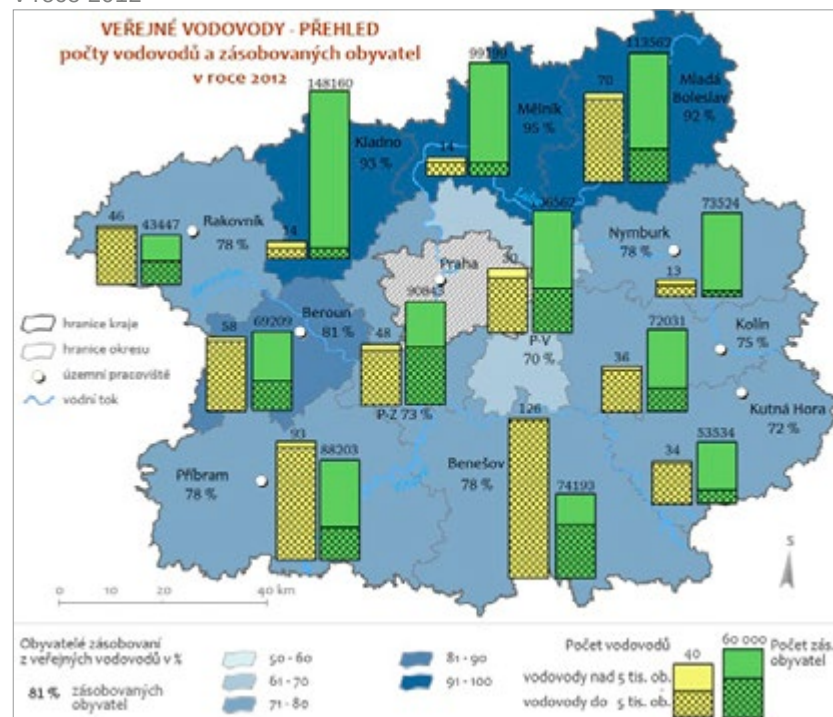 VEŘEJNÉ VODOVODY - PŘEHLED
počty vodovodů a zásobovaných obyvatel
v roce 2012
148160
99199
113562
70
Mladá
Boleslav
92 %
Mělník
95 %
14
Kladno
93 %
46
43447
Rakovník
78 %
Nymburk
78 %
73524
13
Praha
90843
Beroun
81 %
58
69209
48
P-Z 73 %
P-V
70 %
72031
36
Kolín
75 %
Kutná Hora
72 %
34
53534
93
88203
Příbram
78 %
126
Benešov
78 %
74193
hranice kraje
hranice okresu
územní pracoviště
vodní tok
0 10 20 40 km
S
Obyvatelé zásobovaní
z veřejných vodovodů v %
81 % zásobovaných
obyvatel
50 - 60
61 - 70
71 - 80
81 - 90
91 - 100
Počet vodovodů
40
60 000
Počet zás.
obyvatel
vodovody nad 5 tis. ob.
vodovody do 5 tis. ob.